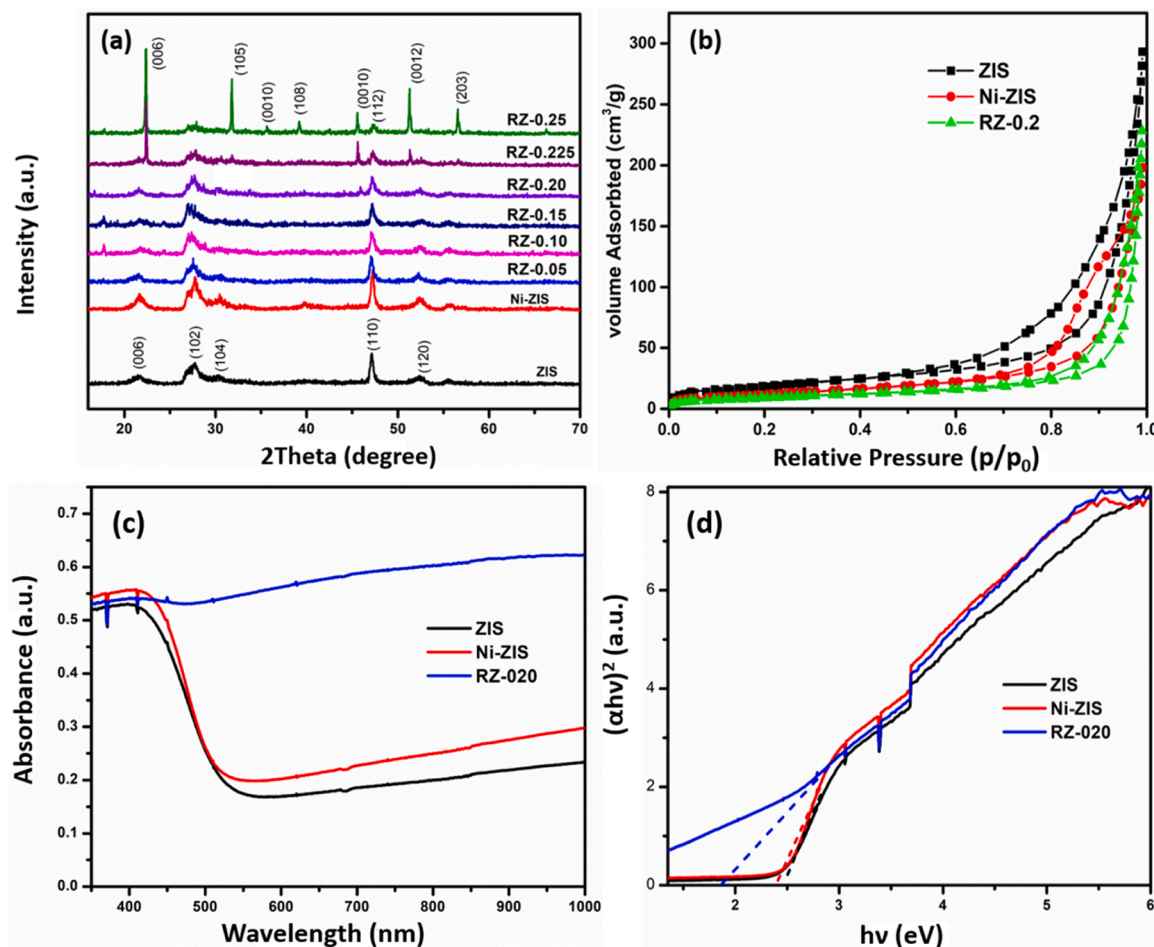 (a)
(006)
(105)
(0010)
(108)
(0010)
(112)
(0012)
(203)
RZ-0.25
RZ-0.225
RZ-0.20
RZ-0.15
RZ-0.10
RZ-0.05
Ni-ZIS
(006)
(102)
(104)
(110)
(120)
ZIS
20 30 40 50 60 70
2Theta (degree)
Intensity (a.u.)
(b)
ZIS
Ni-ZIS
RZ-0.2
300
250
200
150
100
50
0
0.0 0.2 0.4 0.6 0.8 1.0
Relative Pressure (p/p₀)
volume Adsorbted (cm³/g)
(c)
ZIS
Ni-ZIS
RZ-020
0.7
0.6
0.5
0.4
0.3
0.2
0.1
0.0
400 500 600 700 800 900 1000
Wavelength (nm)
Absorbance (a.u.)
(d)
ZIS
Ni-ZIS
RZ-020
8
6
4
2
0
2 3 4 5 6
hν (eV)
(αhν)² (a.u.)